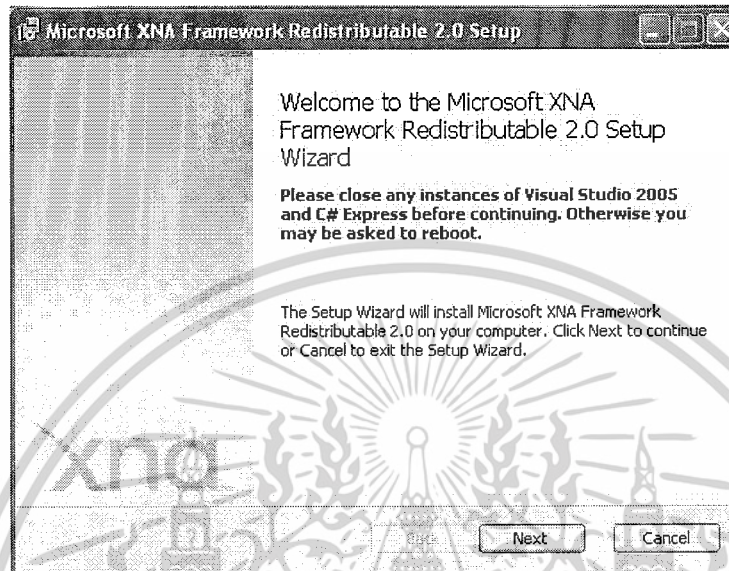 Microsoft XNA Framework Redistributable 2.0 Setup
Welcome to the Microsoft XNA
Framework Redistributable 2.0 Setup
Wizard
Please close any instances of Visual Studio 2005
and C# Express before continuing. Otherwise you
may be asked to reboot.
The Setup Wizard will install Microsoft XNA Framework
Redistributable 2.0 on your computer. Click Next to continue
or Cancel to exit the Setup Wizard.
xna
Back
Next
Cancel